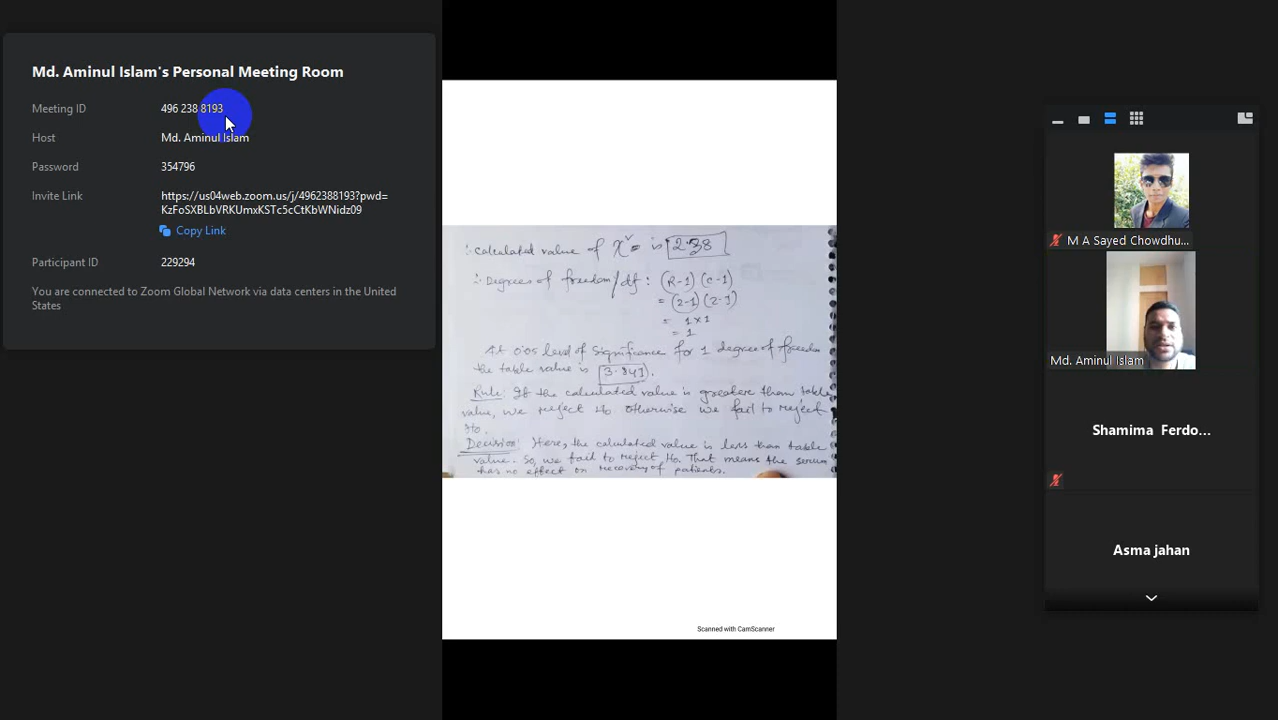 Md. Aminul Islam's Personal Meeting Room
Meeting ID 496 238 8193
Host Md. Aminul Islam
Password 354796
Invite Link https://us04web.zoom.us/j/4962388193?pwd=
KzFoSXBLbVRKUmxKSTc5cCtKbWNidz09
Copy Link
Participant ID 229294
You are connected to Zoom Global Network via data centers in the United
States
∴ Calculated value of χ² is 2.38
∴ Degrees of freedom/df : (R-1) (C-1)
= (2-1) (2-1)
= 1 × 1
= 1
At 0.05 level of significance for 1 degree of freedom
the table value is 3.841.
Rule: If the calculated value is greater than table
value, we reject Ho otherwise we fail to reject
Ho.
Decision: Here, the calculated value is less than table
value. So, we fail to reject Ho. That means the serum
has no effect on recovery of patients.
Scanned with CamScanner
M A Sayed Chowdhu...
Md. Aminul Islam
Shamima Ferdo...
Asma jahan